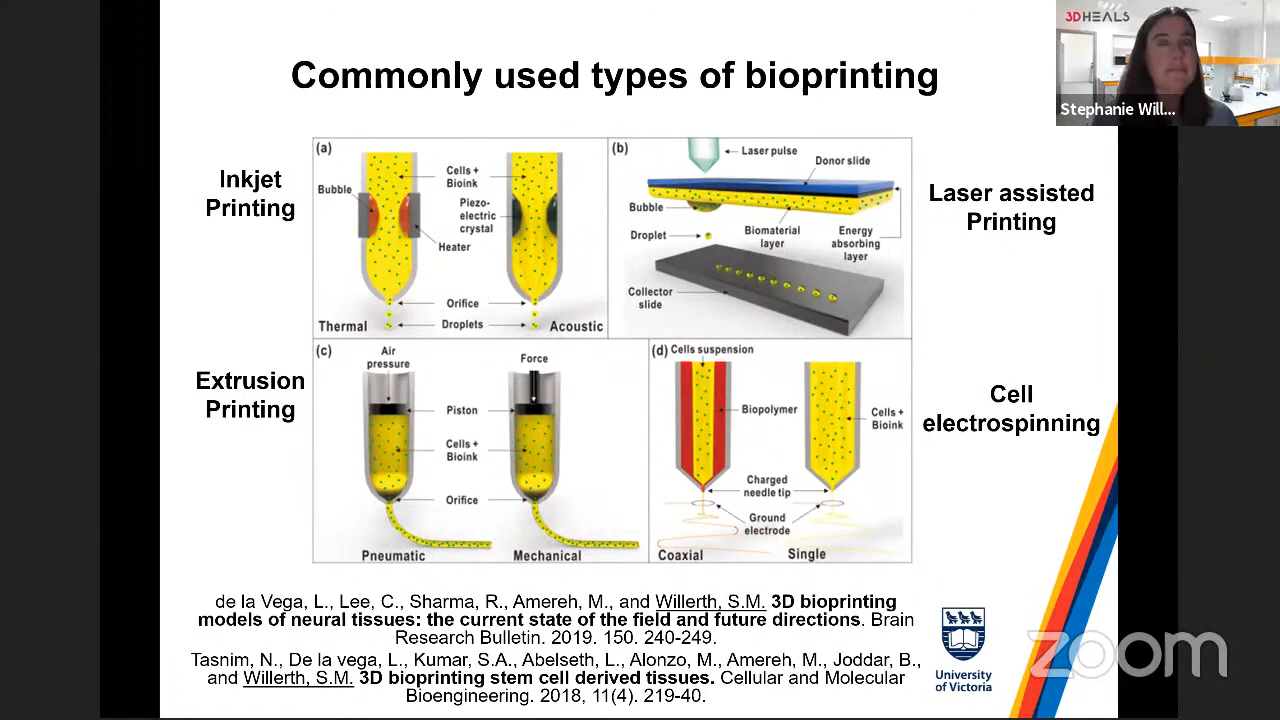 Commonly used types of bioprinting
3DHEALS
Stephanie Will...
Inkjet
Printing
(a)
Cells +
Bioink
Bubble
Piezo-
electric
crystal
Heater
Orifice
Thermal
Droplets
Acoustic
(b)
Laser pulse
Donor slide
Bubble
Droplet
Biomaterial
layer
Energy
absorbing
layer
Collector
slide
Laser assisted
Printing
Extrusion
Printing
(c)
Air
pressure
Force
Piston
Cells +
Bioink
Orifice
Pneumatic
Mechanical
(d)
Cells suspension
Biopolymer
Cells +
Bioink
Charged
needle tip
Ground
electrode
Coaxial
Single
Cell
electrospinning
de la Vega, L., Lee, C., Sharma, R., Amereh, M., and Willerth, S.M. 3D bioprinting
models of neural tissues: the current state of the field and future directions. Brain
Research Bulletin. 2019. 150. 240-249.
Tasnim, N., De la vega, L., Kumar, S.A., Abelseth, L., Alonzo, M., Amereh, M., Joddar, B.,
and Willerth, S.M. 3D bioprinting stem cell derived tissues. Cellular and Molecular
Bioengineering. 2018, 11(4). 219-40.
University
of Victoria
zoom